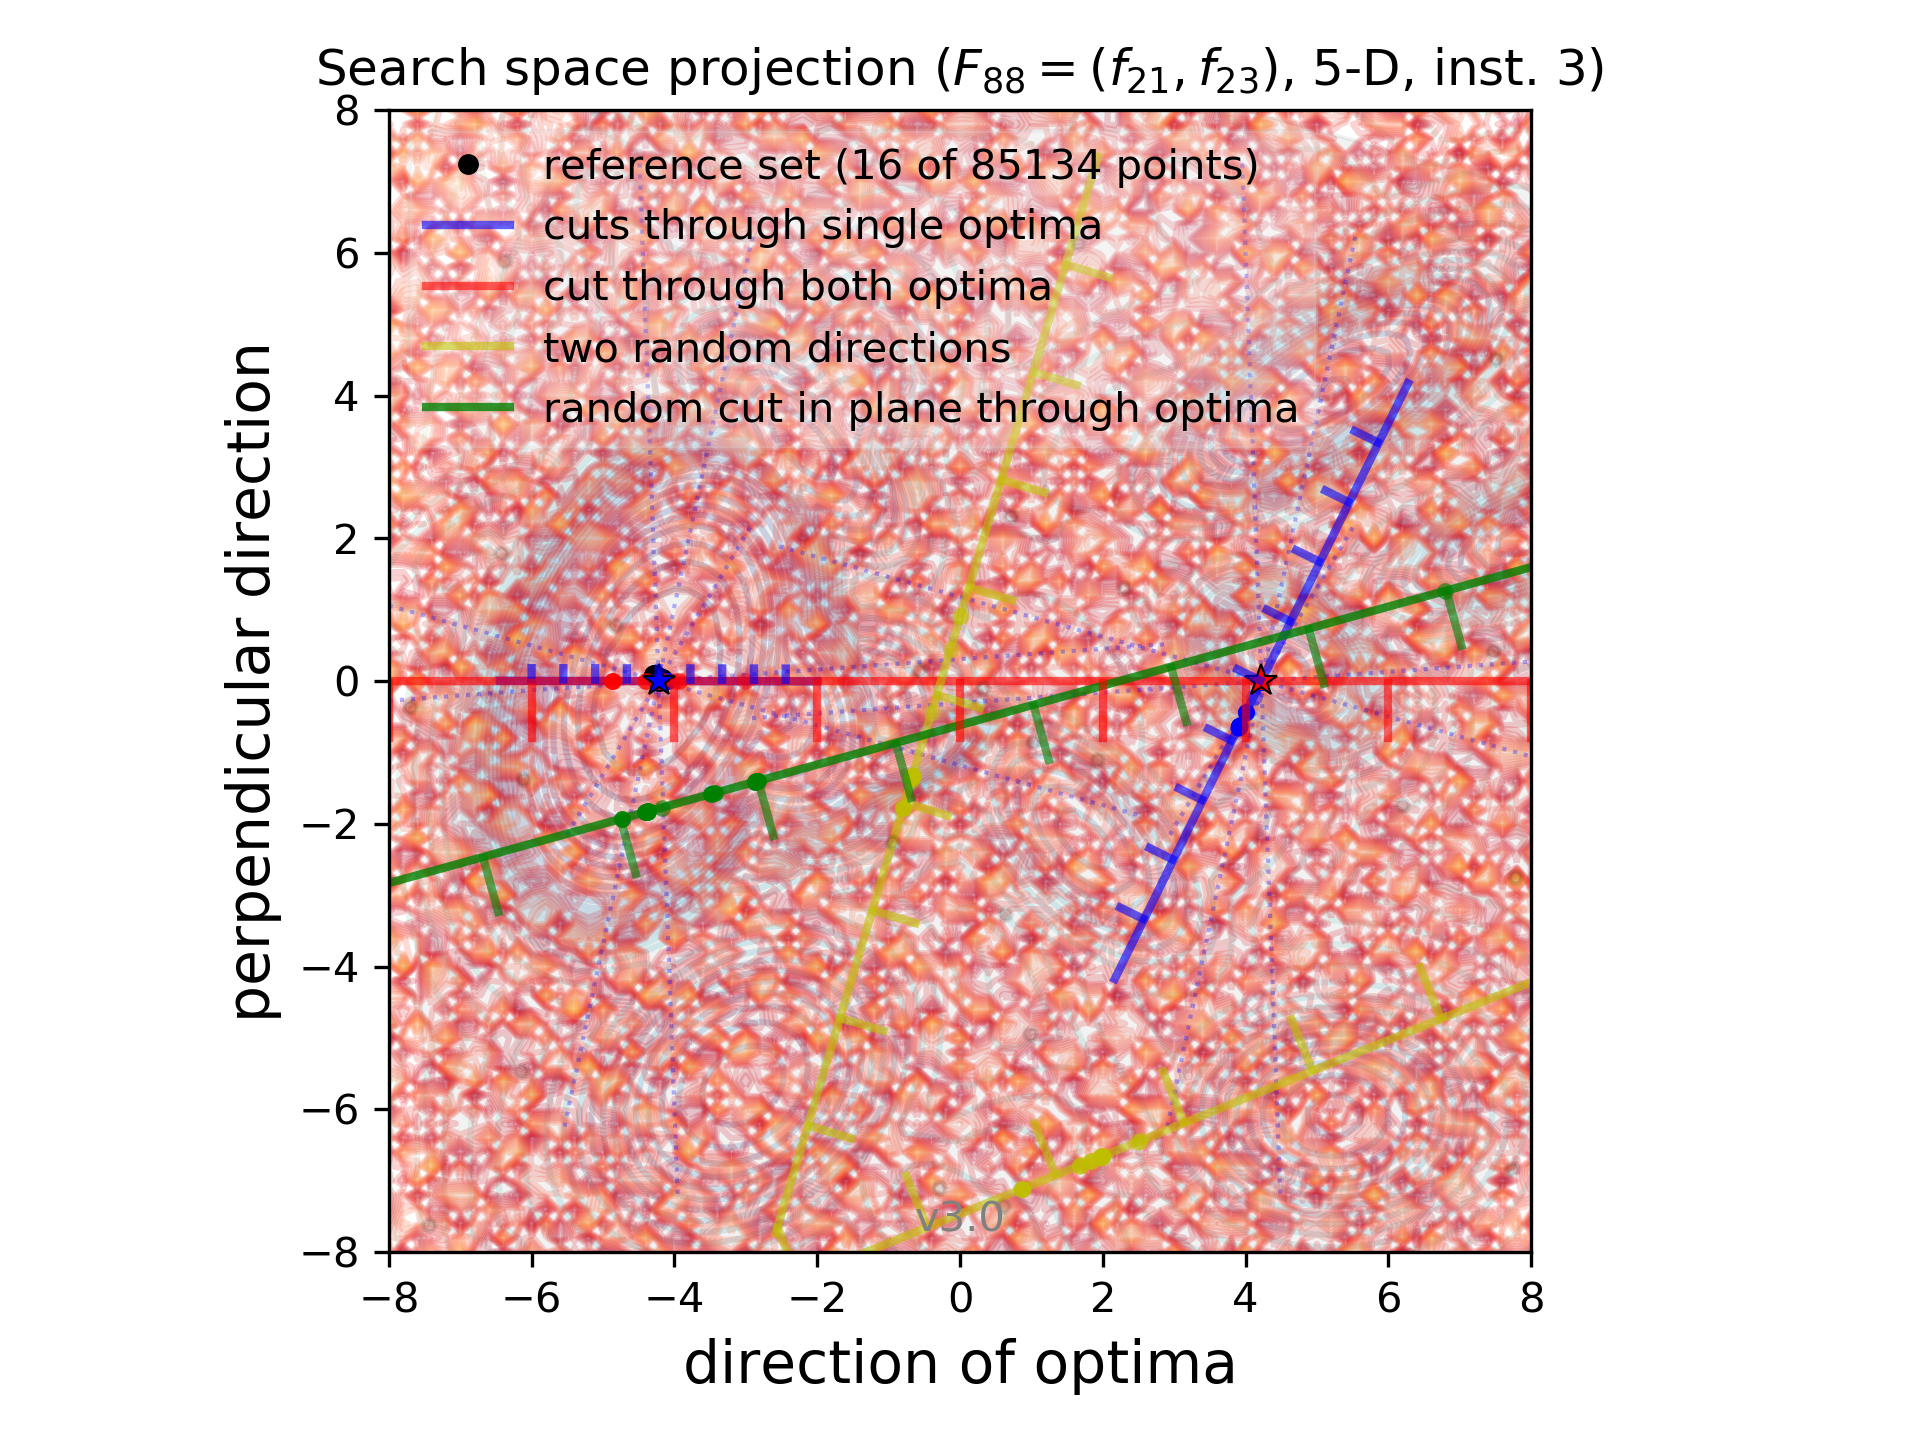 Search space projection (F88 = (f21, f23), 5-D, inst. 3)
8
reference set (16 of 85134 points)
cuts through single optima
6
cut through both optima
two random directions
4
random cut in plane through optima
2
0
−2
−4
−6
−8
perpendicular direction
v3.0
−8 −6 −4 −2 0 2 4 6 8
direction of optima